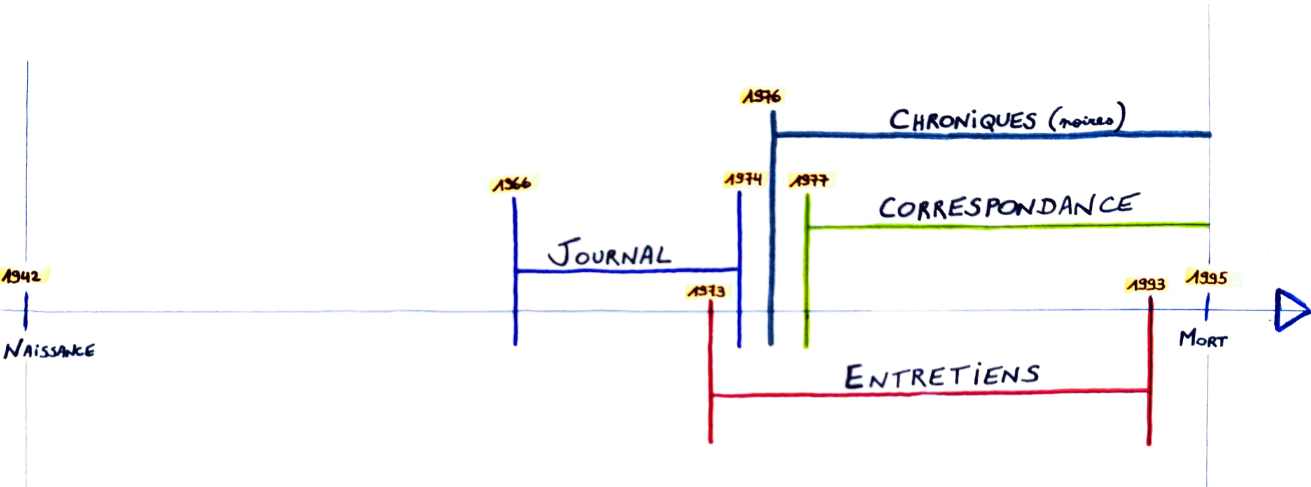 1976
CHRONiQUES (noires)
1966
1974
1977
CORRESPONDANCE
JOURNAL
1942
1973
1993
1995
NAiSSANCE
MORT
ENTRETiENS